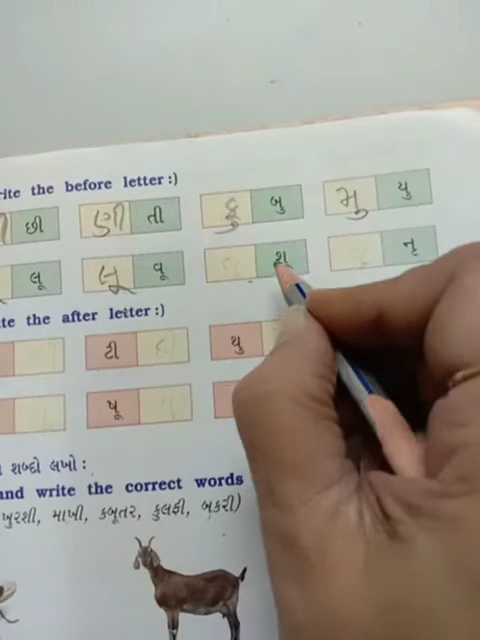 rite the before letter:)
છી ણી તી ફૂ બુ મુ યુ
લૂ લૂ વૂ શૃ નૃ
te the after letter:)
ટી થુ
ષૂ
શબ્દો લખો :
and write the correct words
ખુરશી, માખી, કબૂતર, કુલફી, બકરી)